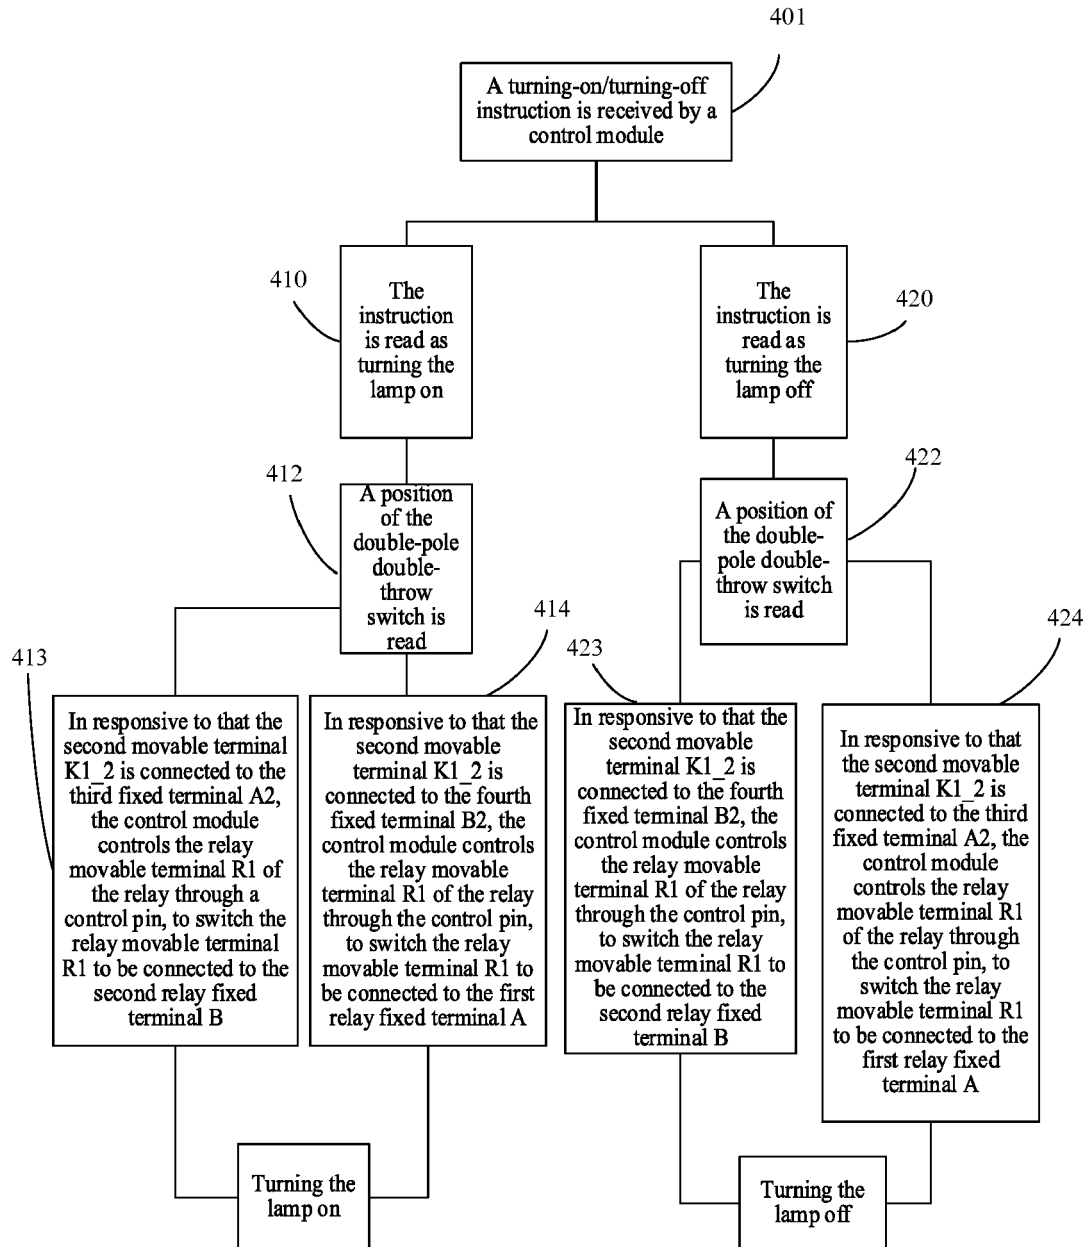 401
A turning-on/turning-off
instruction is received by a
control module
410
The
instruction
is read as
turning the
lamp on
420
The
instruction is
read as
turning the
lamp off
412
A position
of the
double-pole
double-
throw
switch is
read
422
A position of
the double-
pole double-
throw switch
is read
413
In responsive to that the
second movable terminal
K1_2 is connected to the
third fixed terminal A2,
the control module
controls the relay
movable terminal R1 of
the relay through a
control pin, to switch the
relay movable terminal
R1 to be connected to the
second relay fixed
terminal B
414
In responsive to that the
second movable
terminal K1_2 is
connected to the fourth
fixed terminal B2, the
control module controls
the relay movable
terminal R1 of the relay
through the control pin,
to switch the relay
movable terminal R1 to
be connected to the first
relay fixed terminal A
423
In responsive to that the
second movable
terminal K1_2 is
connected to the fourth
fixed terminal B2, the
control module controls
the relay movable
terminal R1 of the relay
through the control pin,
to switch the relay
movable terminal R1 to
be connected to the
second relay fixed
terminal B
424
In responsive to that
the second movable
terminal K1_2 is
connected to the third
fixed terminal A2, the
control module
controls the relay
movable terminal R1
of the relay through
the control pin, to
switch the relay
movable terminal R1
to be connected to the
first relay fixed
terminal A
Turning the
lamp on
Turning the
lamp off